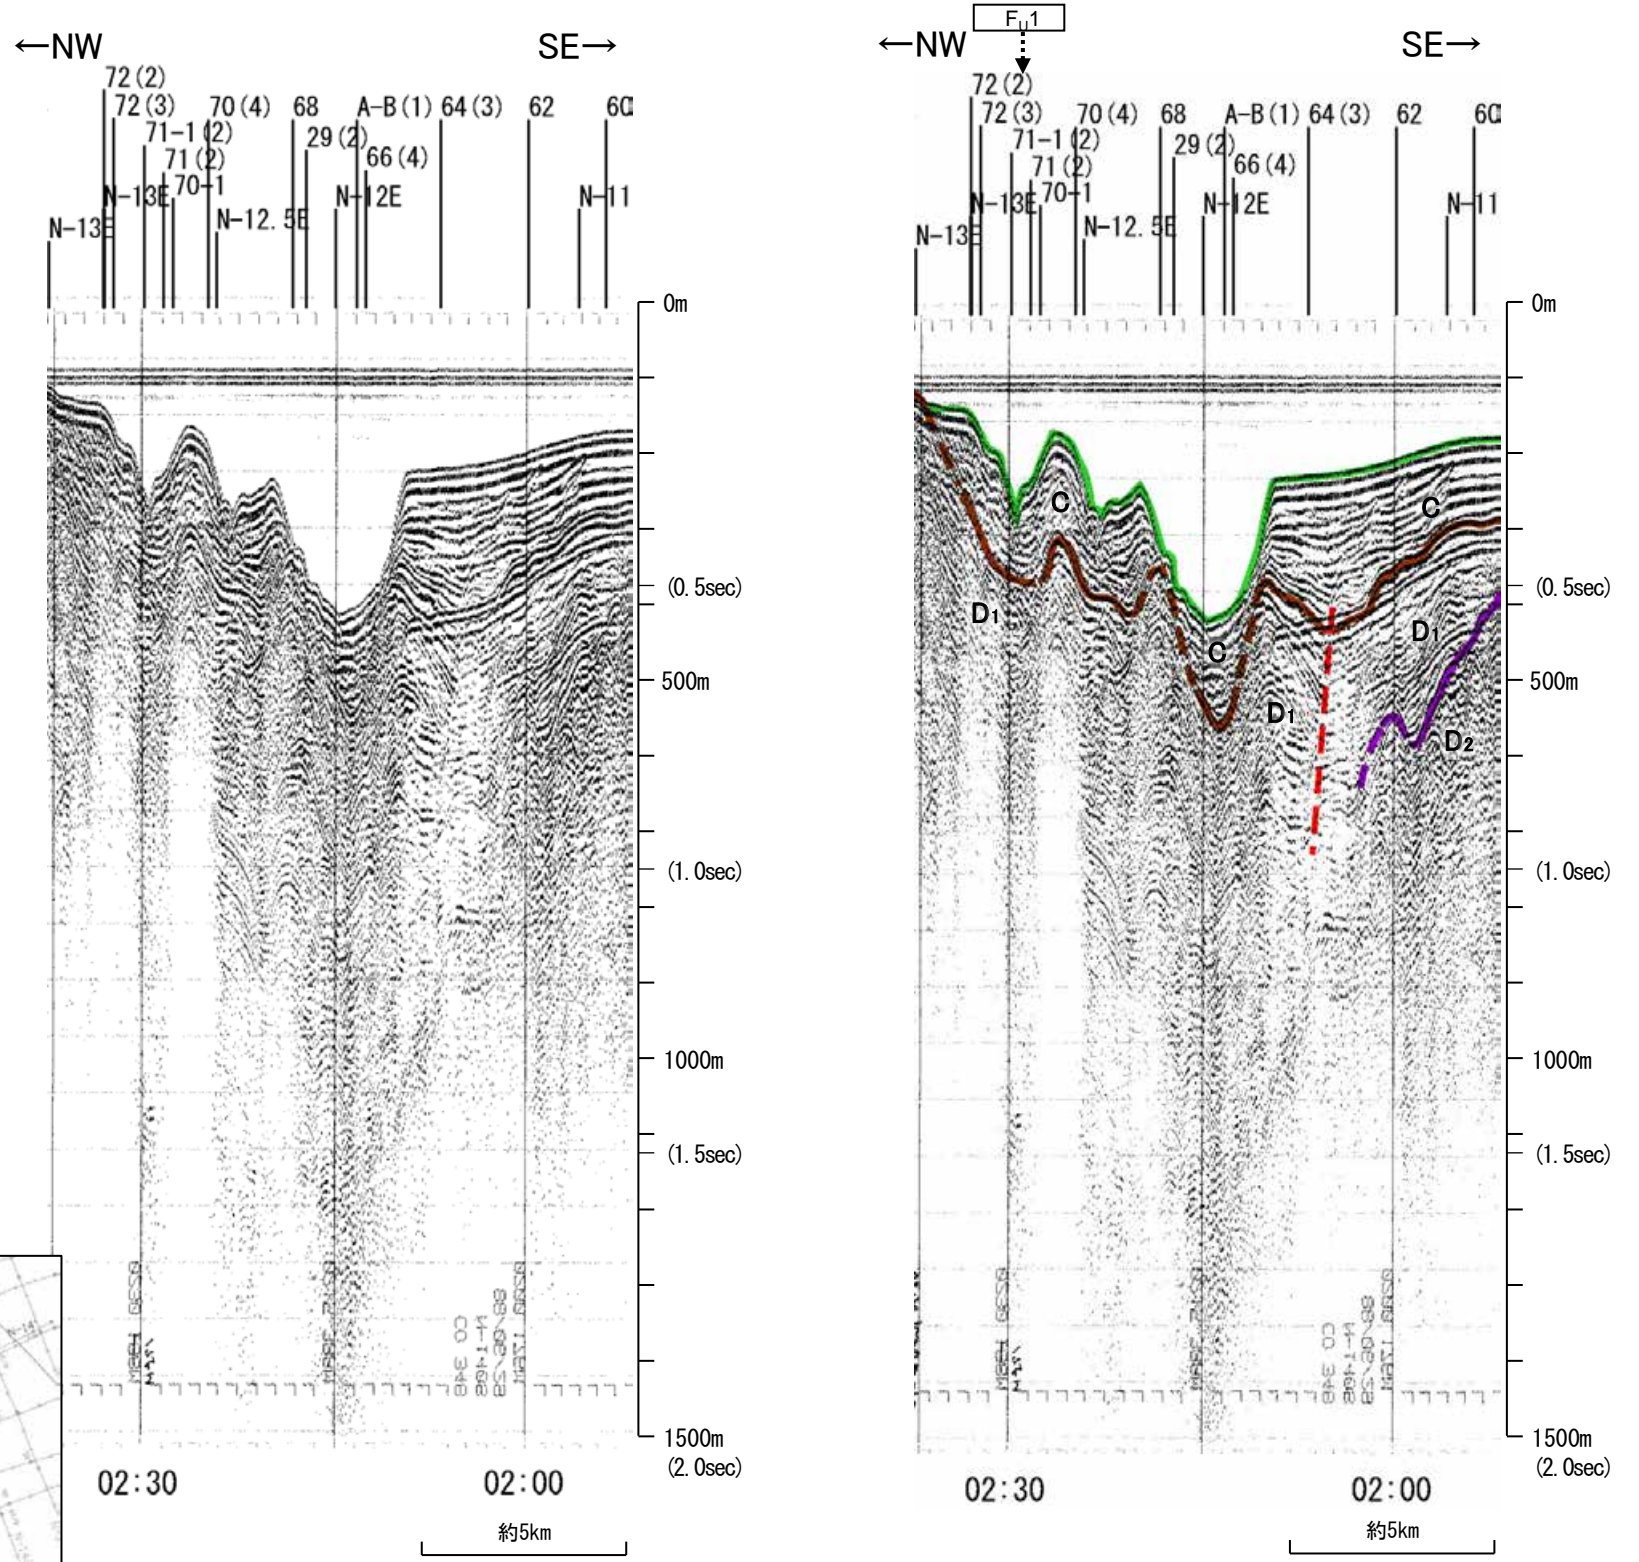 ←NW
SE→
72(2)
72(3)
70(4)
68
A-B(1)
64(3)
62
60
71-1(2)
29(2)
71(2)
66(4)
70-1
N-13E
N-12E
N-11
N-12.5E
N-13E
0m
(0.5sec)
500m
(1.0sec)
1000m
(1.5sec)
1500m
(2.0sec)
02:30
02:00
約5km
FU1
←NW
SE→
72(2)
72(3)
70(4)
68
A-B(1)
64(3)
62
60
71-1(2)
29(2)
71(2)
66(4)
70-1
N-13E
N-12E
N-11
N-12.5E
N-13E
0m
C
C
(0.5sec)
D1
D1
C
500m
D1
D2
(1.0sec)
1000m
(1.5sec)
1500m
(2.0sec)
02:30
02:00
約5km